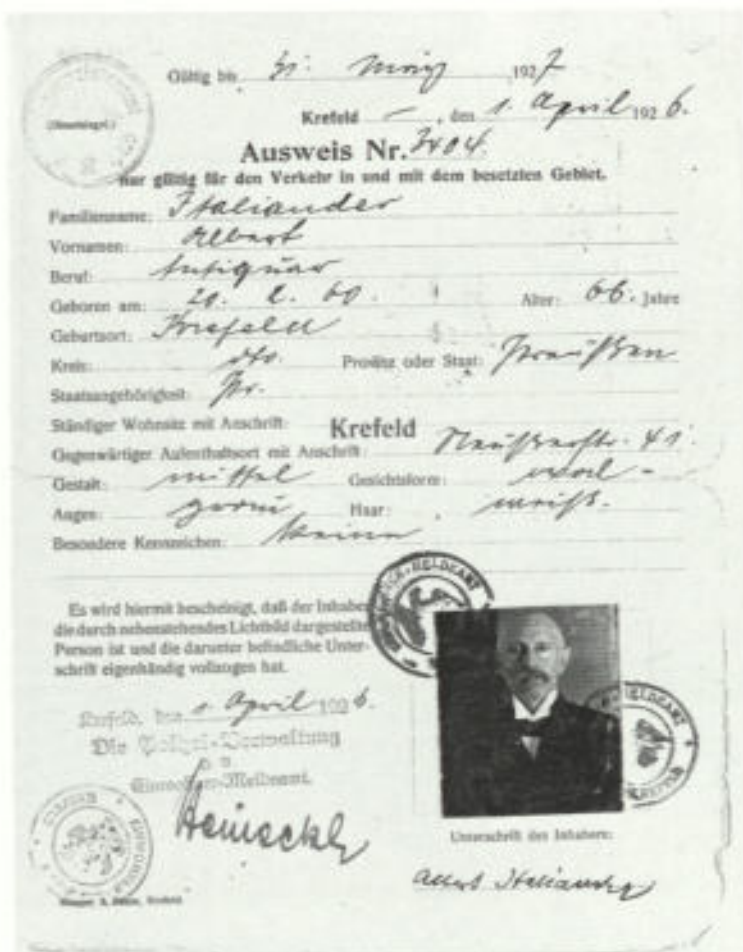 Gültig bis 31. März 1927
Krefeld, den 1. April 1926.
Ausweis Nr. 3404.
nur gültig für den Verkehr in und mit dem besetzten Gebiet.
Familienname: Italiander
Vornamen: Albert
Beruf: Antiquar
Geboren am: 20. 2. 60. Alter: 66. Jahre
Geburtsort: Krefeld
Kreis: dto. Provinz oder Staat: Preußen
Staatsangehörigkeit: Pr.
Ständiger Wohnsitz mit Anschrift: Krefeld
Gegenwärtiger Aufenthaltsort mit Anschrift: Neußerstr. 41.
Gestalt: mittel Gesichtsform: oval -
Augen: grau Haar: weiß.
Besondere Kennzeichen: keine
Es wird hiermit bescheinigt, daß der Inhaber
die durch nebenstehendes Lichtbild dargestellte
Person ist und die darunter befindliche Unter-
schrift eigenhändig vollzogen hat.
Krefeld, den 1. April 1926.
Die Polizei-Verwaltung
Einwohner-Meldeamt.
Heinecke
Unterschrift des Inhabers:
Albert Italiander